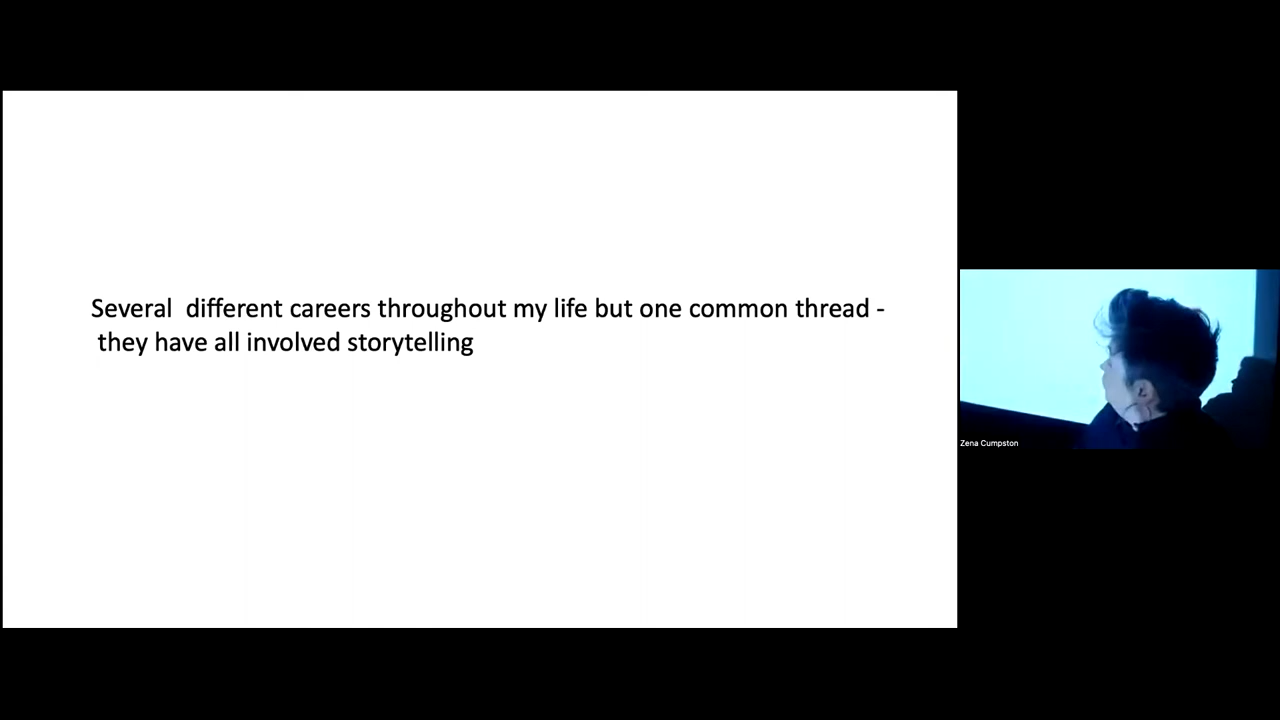 Several  different careers throughout my life but one common thread -
they have all involved storytelling
Zena Cumpston